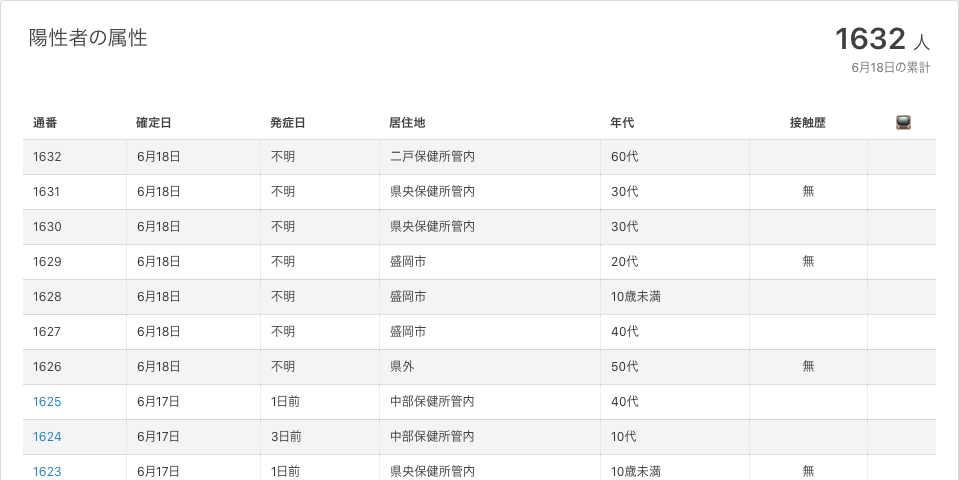 陽性者の属性
1632 人
6月18日の累計
通番 確定日 発症日 居住地 年代 接触歴
1632 6月18日 不明 二戸保健所管内 60代
1631 6月18日 不明 県央保健所管内 30代 無
1630 6月18日 不明 県央保健所管内 30代
1629 6月18日 不明 盛岡市 20代 無
1628 6月18日 不明 盛岡市 10歳未満
1627 6月18日 不明 盛岡市 40代
1626 6月18日 不明 県外 50代 無
1625 6月17日 1日前 中部保健所管内 40代
1624 6月17日 3日前 中部保健所管内 10代
1623 6月17日 1日前 県央保健所管内 10歳未満 無